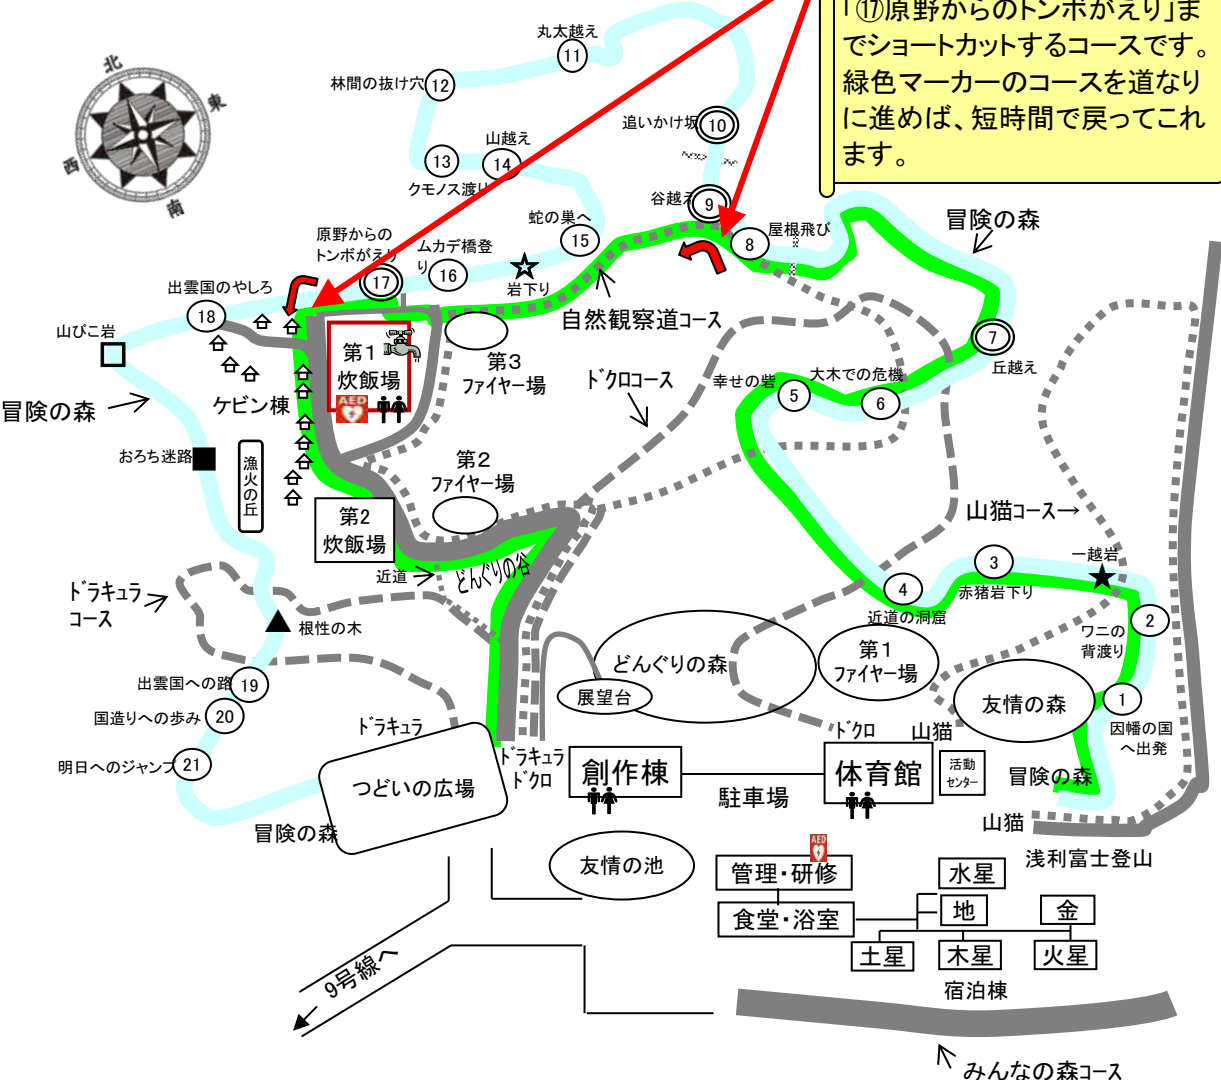 「⑰原野からのトンボがえり」ま
でショートカットするコースです。
緑色マーカーのコースを道なり
に進めば、短時間で戻ってこれ
ます。
北
東
西
南
丸太越え
11
林間の抜け穴
12
追いかけ坂
10
13
山越え
14
クモノス渡り
谷越え
9
蛇の巣へ
15
8
屋根飛び
冒険の森
原野からの
トンボがえり
17
ムカデ橋登
り
16
岩下り
出雲国のやしろ
18
自然観察道コース
山びこ岩
第1
炊飯場
AED
第3
ファイヤー場
7
丘越え
ドクロコース
幸せの砦
5
大木での危機
6
ケビン棟
冒険の森
おろち迷路
漁火の丘
第2
ファイヤー場
第2
炊飯場
山猫コース→
近道
どんぐりの谷
3
赤猪岩下り
一越岩
4
近道の洞窟
ドラキュラ
コース
根性の木
2
ワニの
背渡り
どんぐりの森
第1
ファイヤー場
展望台
友情の森
1
因幡の国
へ出発
出雲国への路
19
国造りへの歩み
20
明日へのジャンプ
21
ドラキュラ
つどいの広場
冒険の森
ドラキュラ
ドクロ
創作棟
駐車場
ドクロ
体育館
山猫
活動
センター
冒険の森
山猫
浅利富士登山
友情の池
AED
管理・研修
食堂・浴室
水星
地
金
土星
木星
火星
宿泊棟
9号線へ
みんなの森コース